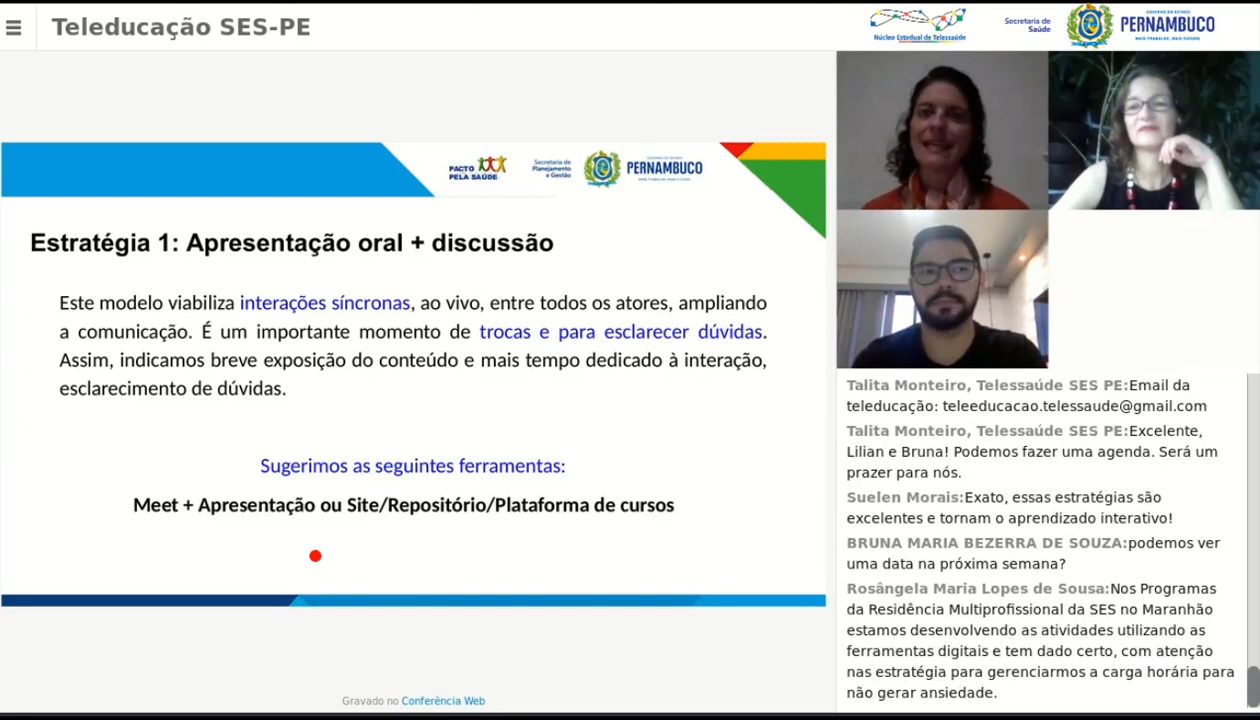 Teleducação SES-PE
Núcleo Estadual de Telessaúde
Secretaria de
Saúde
GOVERNO DO ESTADO
PERNAMBUCO
MAIS TRABALHO, MAIS FUTURO
PACTO
PELA SAÚDE
Secretaria de
Planejamento
e Gestão
PERNAMBUCO
Estratégia 1: Apresentação oral + discussão
Este modelo viabiliza interações síncronas, ao vivo, entre todos os atores, ampliando
a comunicação. É um importante momento de trocas e para esclarecer dúvidas.
Assim, indicamos breve exposição do conteúdo e mais tempo dedicado à interação,
esclarecimento de dúvidas.
Sugerimos as seguintes ferramentas:
Meet + Apresentação ou Site/Repositório/Plataforma de cursos
Gravado no Conferência Web
Talita Monteiro, Telessaúde SES PE:Email da
teleducação: teleeducacao.telessaude@gmail.com
Talita Monteiro, Telessaúde SES PE:Excelente,
Lilian e Bruna! Podemos fazer uma agenda. Será um
prazer para nós.
Suelen Morais:Exato, essas estratégias são
excelentes e tornam o aprendizado interativo!
BRUNA MARIA BEZERRA DE SOUZA:podemos ver
uma data na próxima semana?
Rosângela Maria Lopes de Sousa:Nos Programas
da Residência Multiprofissional da SES no Maranhão
estamos desenvolvendo as atividades utilizando as
ferramentas digitais e tem dado certo, com atenção
nas estratégia para gerenciarmos a carga horária para
não gerar ansiedade.